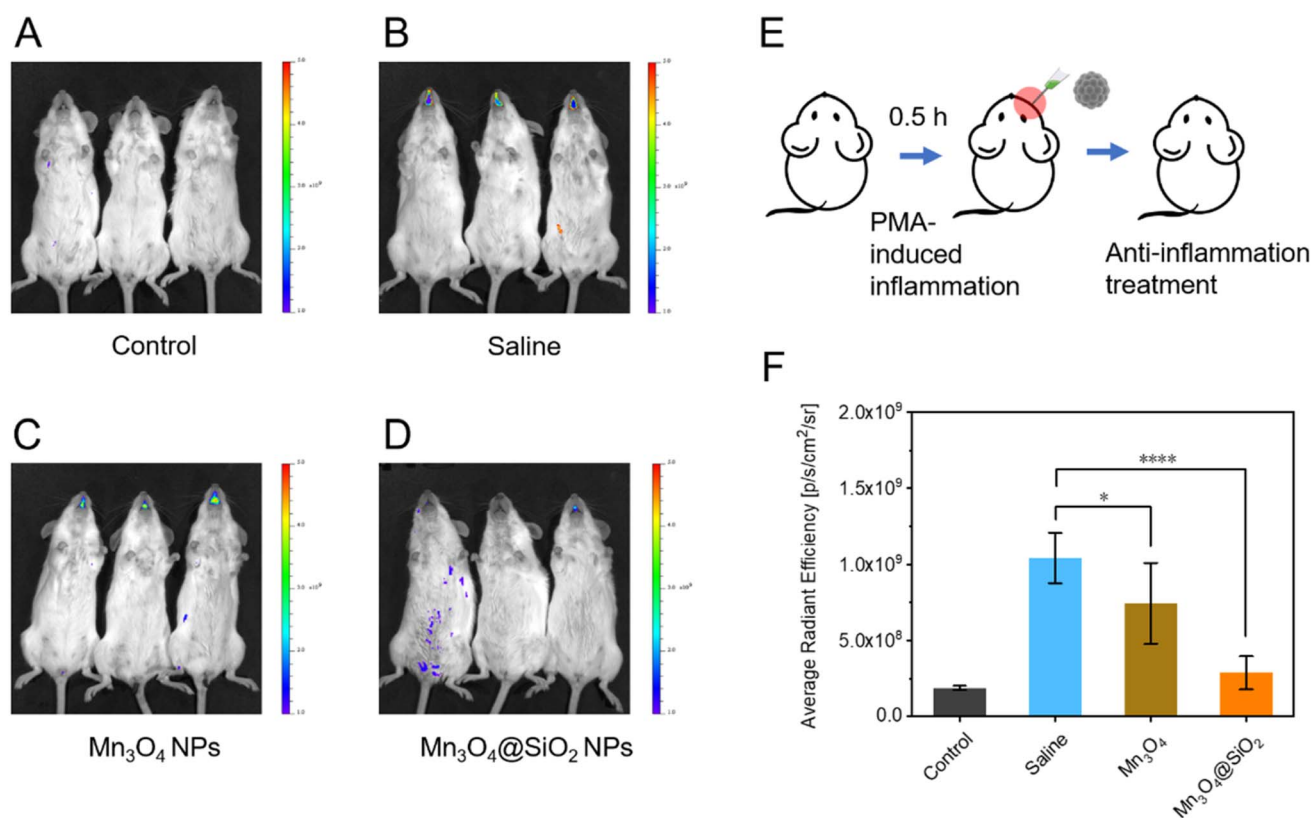 A
B
E
Control
Saline
0.5 h
PMA-
induced
inflammation
Anti-inflammation
treatment
C
D
F
Mn₃O₄ NPs
Mn₃O₄@SiO₂ NPs
Average Radiant Efficiency [p/s/cm²/sr]
2.0x10⁹
1.5x10⁹
1.0x10⁹
5.0x10⁸
0.0
****
*
Control
Saline
Mn₃O₄
Mn₃O₄@SiO₂